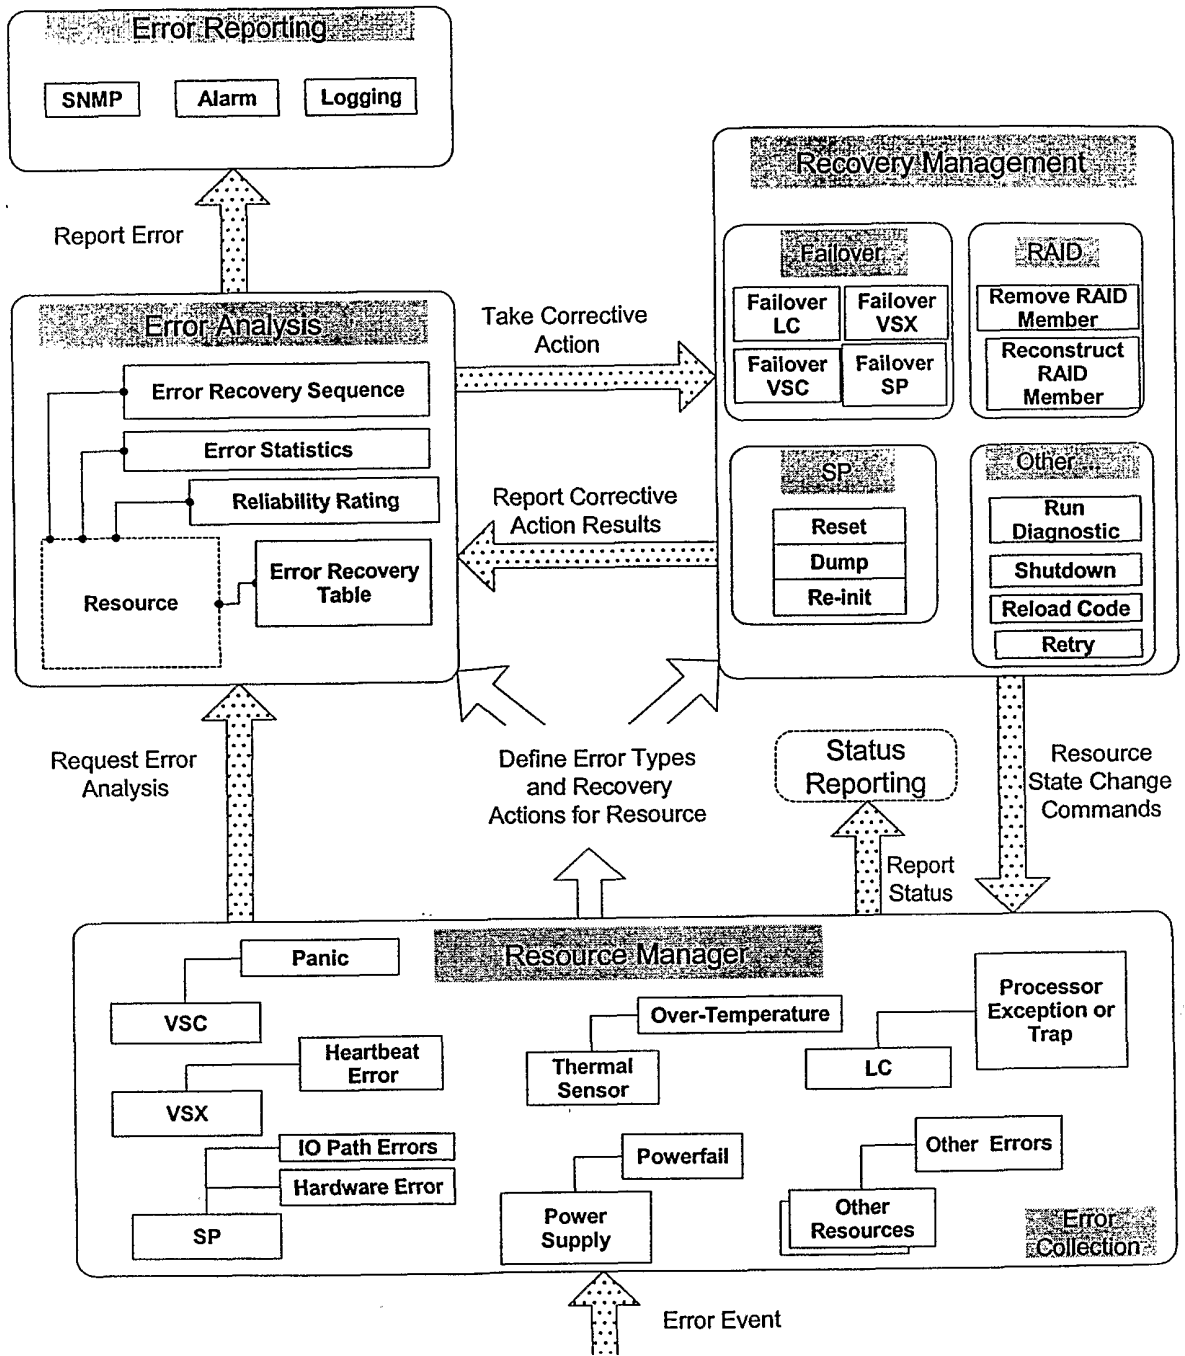 Error Reporting
SNMP
Alarm
Logging
Report Error
Recovery Management
Failover
Failover
LC
Failover
VSX
Failover
VSC
Failover
SP
RAID
Remove RAID
Member
Reconstruct
RAID
Member
Error Analysis
Error Recovery Sequence
Error Statistics
Reliability Rating
Resource
Error Recovery
Table
Take Corrective
Action
Report Corrective
Action Results
SP
Reset
Dump
Re-init
Other ...
Run
Diagnostic
Shutdown
Reload Code
Retry
Request Error
Analysis
Define Error Types
and Recovery
Actions for Resource
Status
Reporting
Report
Status
Resource
State Change
Commands
Resource Manager
Panic
VSC
Heartbeat
Error
VSX
IO Path Errors
Hardware Error
SP
Over-Temperature
Thermal
Sensor
Powerfail
Power
Supply
Processor
Exception or
Trap
LC
Other Errors
Other
Resources
Error
Collection
Error Event